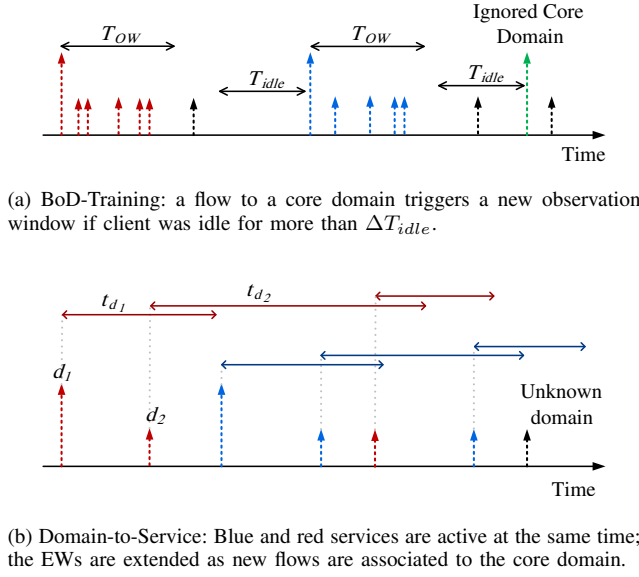 Ignored Core
Domain
T_OW
T_OW
T_idle
T_idle
Time
(a) BoD-Training: a flow to a core domain triggers a new observation
window if client was idle for more than ΔT_idle.
t_d1
t_d2
d_1
d_2
Unknown
domain
Time
(b) Domain-to-Service: Blue and red services are active at the same time;
the EWs are extended as new flows are associated to the core domain.